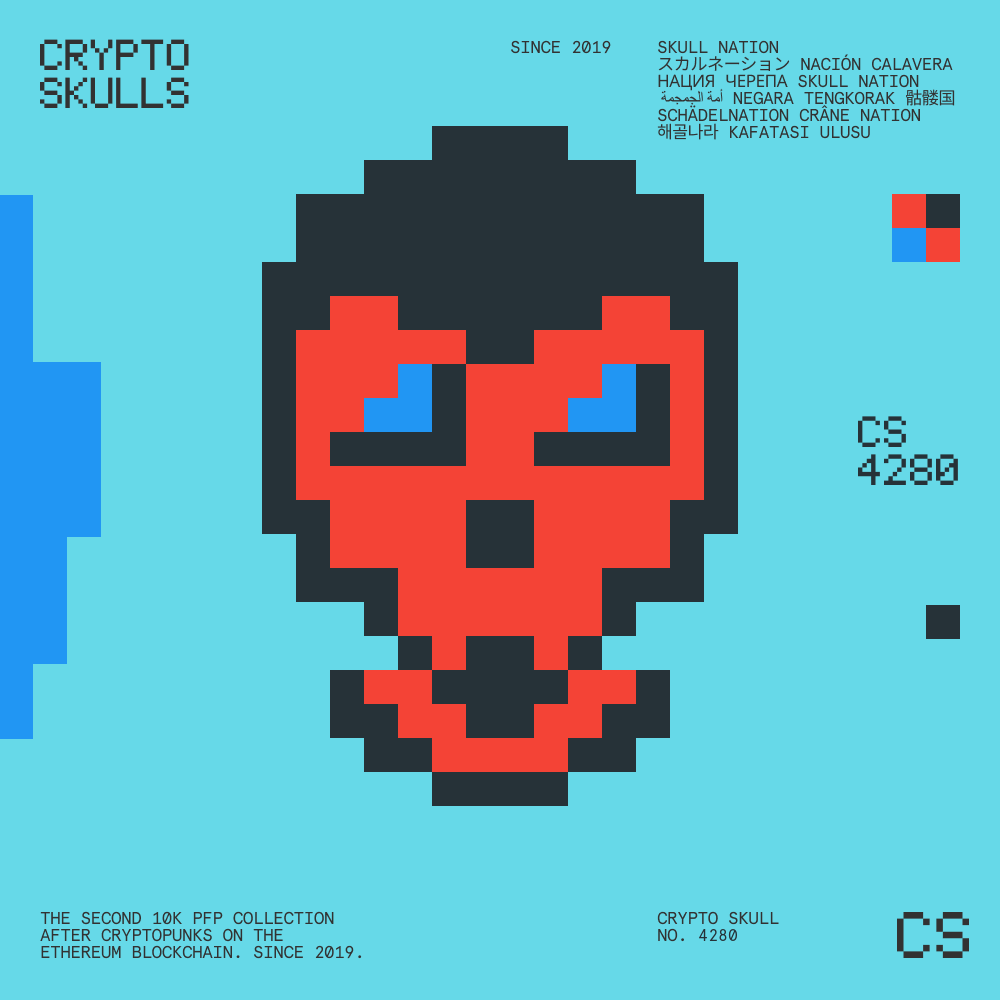 CRYPTO
SKULLS
SINCE 2019
SKULL NATION
スカルネーション NACIÓN CALAVERA
НАЦИЯ ЧЕРЕПА SKULL NATION
أمة الجمجمة NEGARA TENGKORAK 骷髅国
SCHÄDELNATION CRÂNE NATION
해골나라 KAFATASI ULUSU
CS
4280
THE SECOND 10K PFP COLLECTION
AFTER CRYPTOPUNKS ON THE
ETHEREUM BLOCKCHAIN. SINCE 2019.
CRYPTO SKULL
NO. 4280
CS